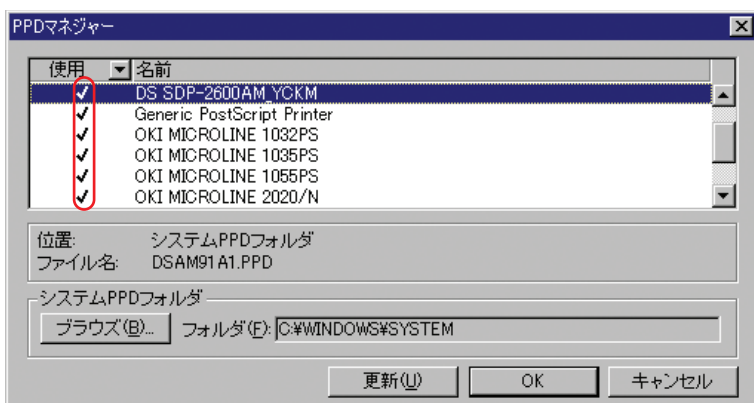 PPDマネジャー
使用 名前
DS SDP-2600AM_YCKM
Generic PostScript Printer
OKI MICROLINE 1032PS
OKI MICROLINE 1035PS
OKI MICROLINE 1055PS
OKI MICROLINE 2020/N
位置: システムPPDフォルダ
ファイル名: DSAM91A1.PPD
システムPPDフォルダ
ブラウズ(B)... フォルダ(F): C:¥WINDOWS¥SYSTEM
更新(U) OK キャンセル